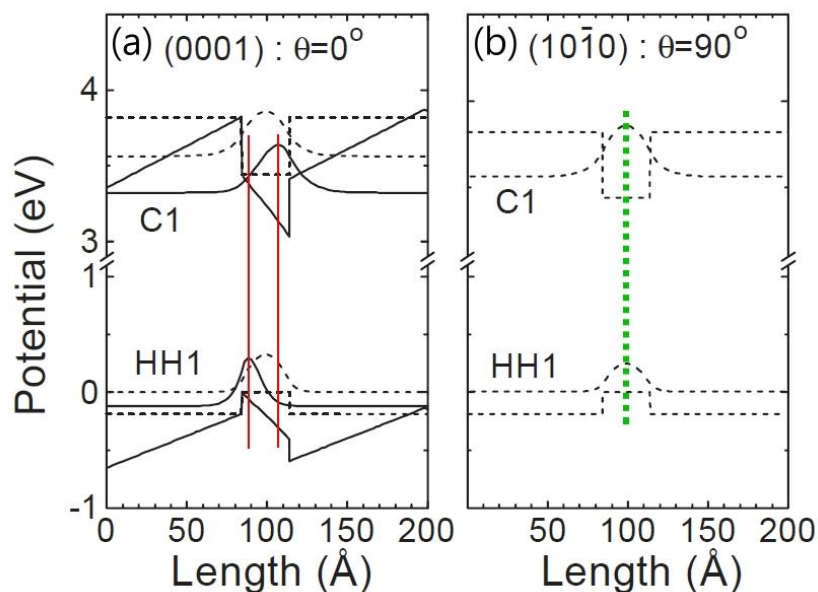 (a) (0001) : θ=0°
(b) (101̄0) : θ=90°
Potential (eV)
4
3
1
0
-1
C1
HH1
C1
HH1
0 50 100 150 200
50 100 150 200
Length (Å)
Length (Å)